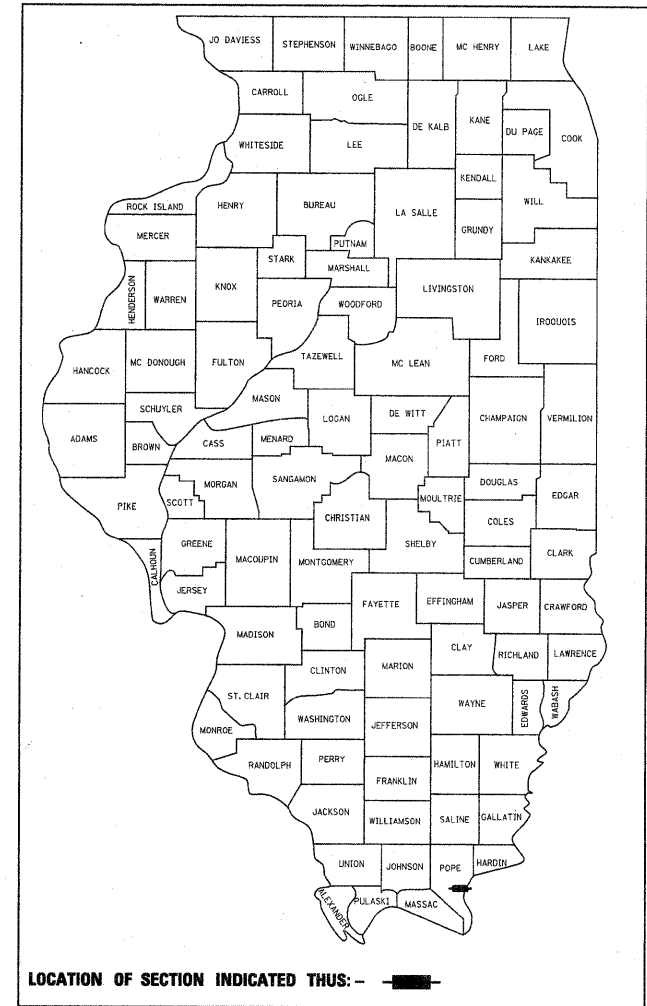 JO DAVIESS STEPHENSON WINNEBAGO BOONE MC HENRY LAKE
CARROLL OGLE DE KALB KANE DU PAGE COOK
WHITESIDE LEE
KENDALL
ROCK ISLAND HENRY BUREAU LA SALLE WILL
MERCER PUTNAM GRUNDY
STARK MARSHALL KANKAKEE
HENDERSON WARREN KNOX PEORIA WOODFORD LIVINGSTON IROQUOIS
HANCOCK MC DONOUGH FULTON TAZEWELL MC LEAN FORD
MASON
SCHUYLER LOGAN DE WITT CHAMPAIGN VERMILION
ADAMS BROWN CASS MENARD MACON PIATT
PIKE SCOTT MORGAN SANGAMON MOULTRIE DOUGLAS EDGAR
CHRISTIAN COLES
CALHOUN GREENE MACOUPIN MONTGOMERY SHELBY CUMBERLAND CLARK
JERSEY FAYETTE EFFINGHAM JASPER CRAWFORD
MADISON BOND
CLINTON MARION CLAY RICHLAND LAWRENCE
ST. CLAIR WAYNE EDWARDS WABASH
MONROE WASHINGTON JEFFERSON
RANDOLPH PERRY HAMILTON WHITE
FRANKLIN
JACKSON WILLIAMSON SALINE GALLATIN
UNION JOHNSON POPE HARDIN
ALEXANDER PULASKI MASSAC
LOCATION OF SECTION INDICATED THUS: -